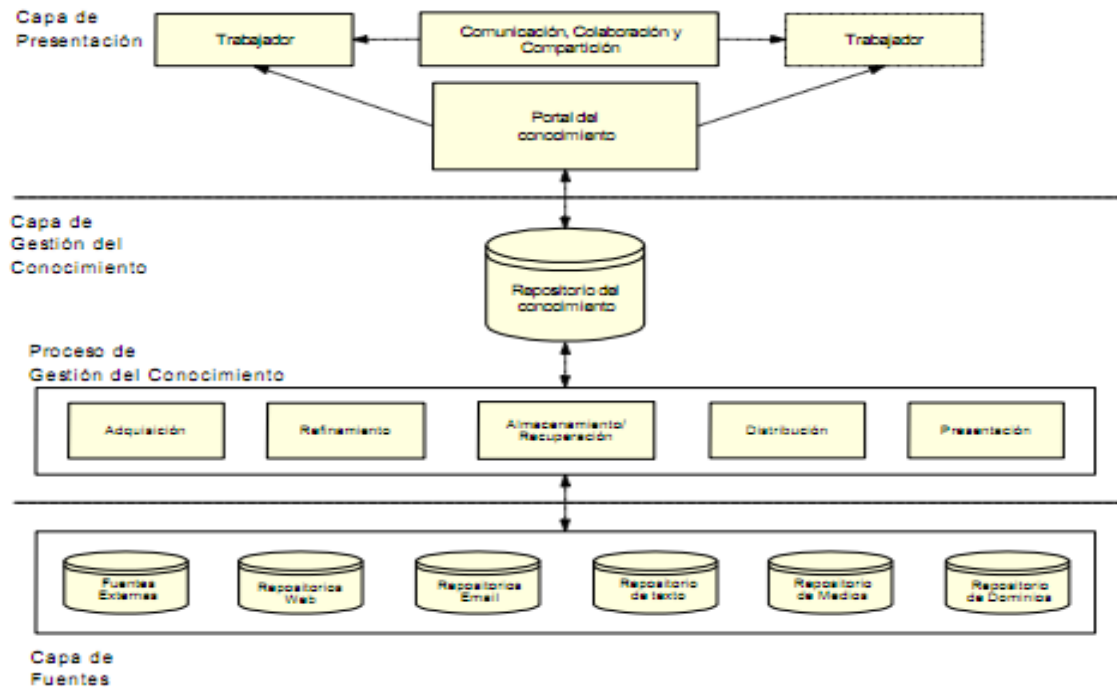 Capa de
Presentación
Trabajador
Comunicación, Colaboración y
Compartición
Trabajador
Portal del
conocimiento
Capa de
Gestión del
Conocimiento
Repositorio del
conocimiento
Proceso de
Gestión del Conocimiento
Adquisición
Refinamiento
Almacenamiento/
Recuperación
Distribución
Presentación
Fuentes
Externas
Repositorios
Web
Repositorios
Email
Repositorio
de texto
Repositorio
de Medios
Repositorio
de Dominios
Capa de
Fuentes